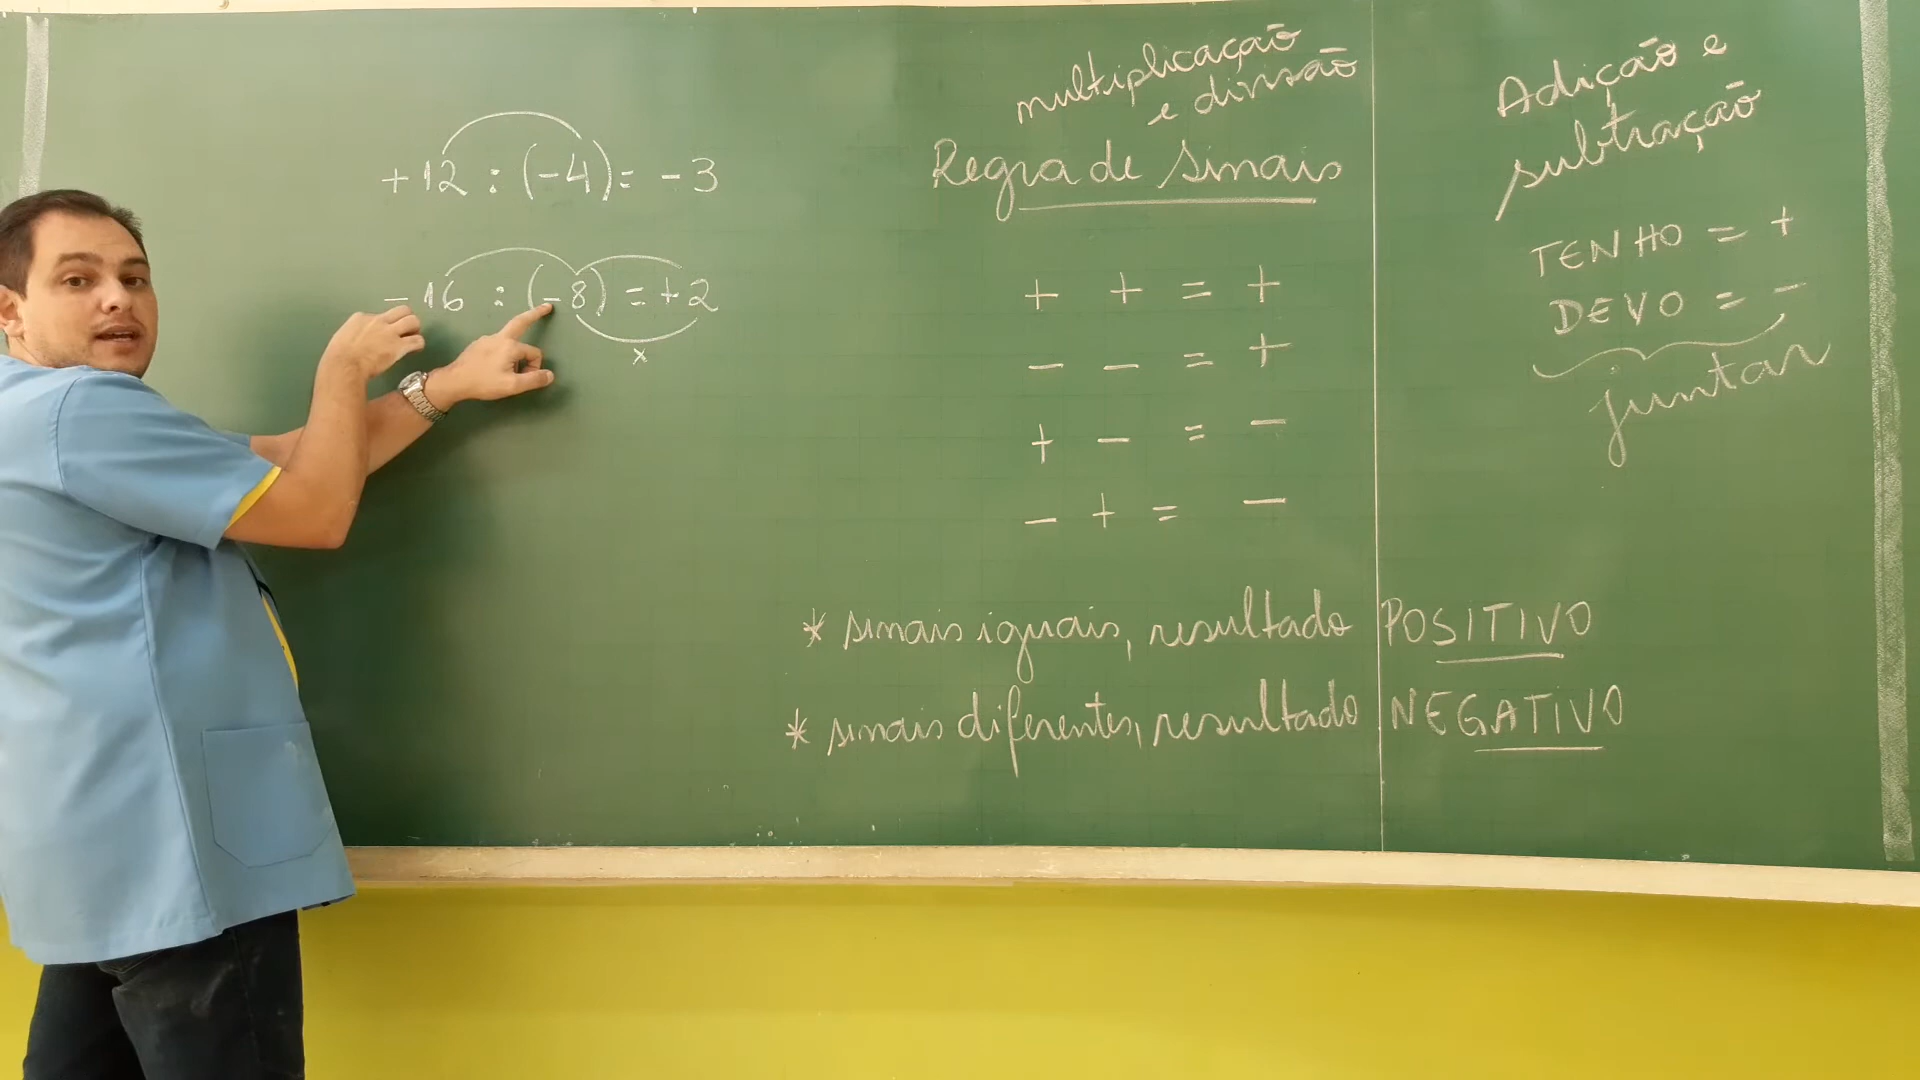 +12 : (-4) = -3
-16 : (-8) = +2
x
multiplicação
e divisão
Regra de Sinais
+ + = +
- - = +
+ - = -
- + = -
Adição e
subtração
TENHO = +
DEVO = -
juntar
* sinais iguais, resultado POSITIVO
* sinais diferentes, resultado NEGATIVO